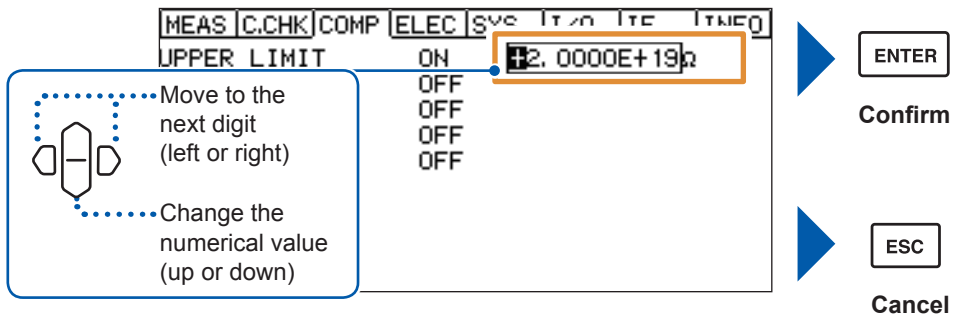 MEAS C.CHK COMP ELEC SYS I/O IF INFO
UPPER LIMIT ON +2. 0000E+19Ω
OFF
OFF
OFF
OFF
Move to the
next digit
(left or right)
Change the
numerical value
(up or down)
ENTER
Confirm
ESC
Cancel